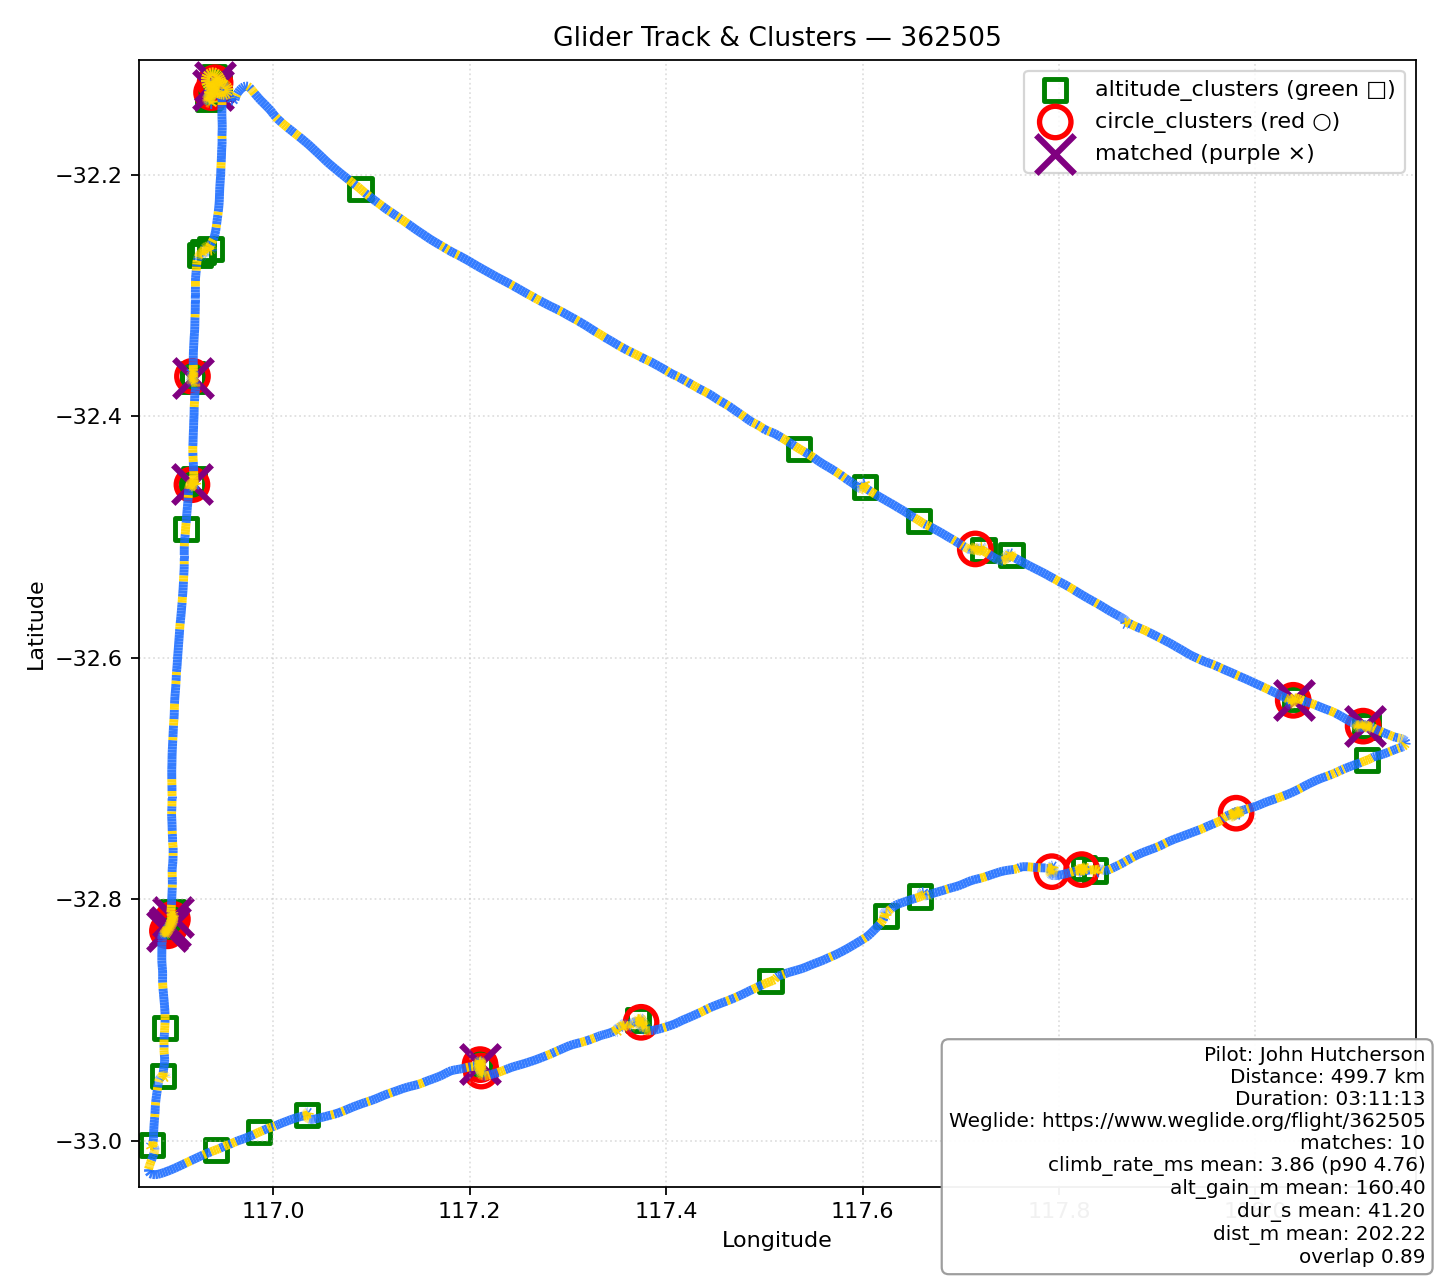 Glider Track & Clusters — 362505
altitude_clusters (green □)
circle_clusters (red ○)
matched (purple ×)
−32.2
−32.4
−32.6
−32.8
−33.0
Latitude
117.0
117.2
117.4
117.6
117.8
Longitude
Pilot: John Hutcherson
Distance: 499.7 km
Duration: 03:11:13
Weglide: https://www.weglide.org/flight/362505
matches: 10
climb_rate_ms mean: 3.86 (p90 4.76)
alt_gain_m mean: 160.40
dur_s mean: 41.20
dist_m mean: 202.22
overlap 0.89